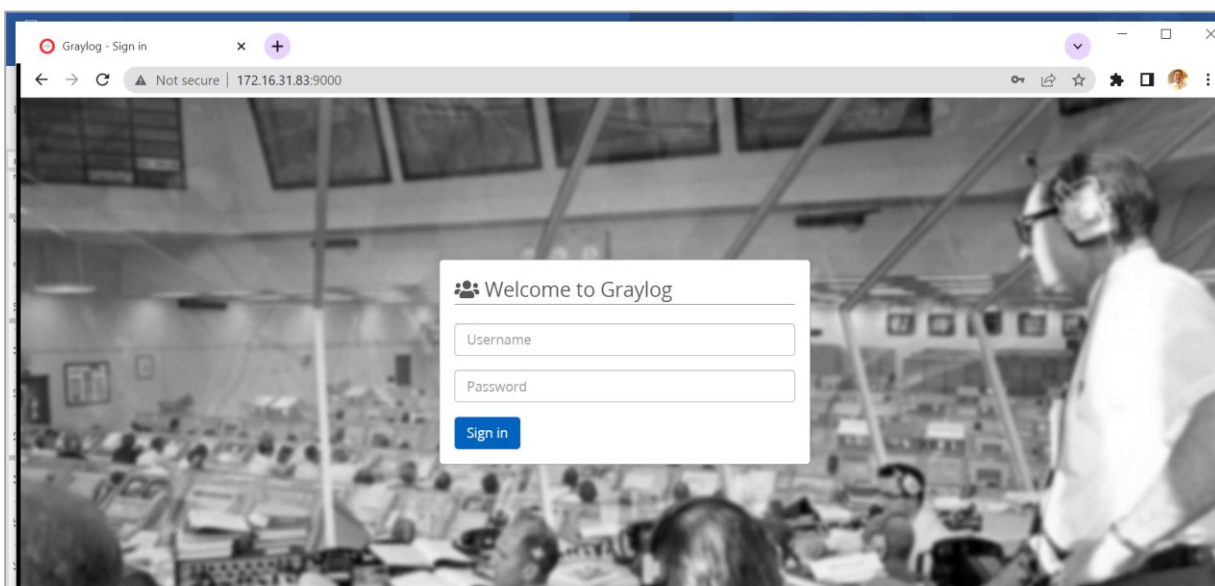 Graylog - Sign in
Not secure | 172.16.31.83:9000
Welcome to Graylog
Username
Password
Sign in